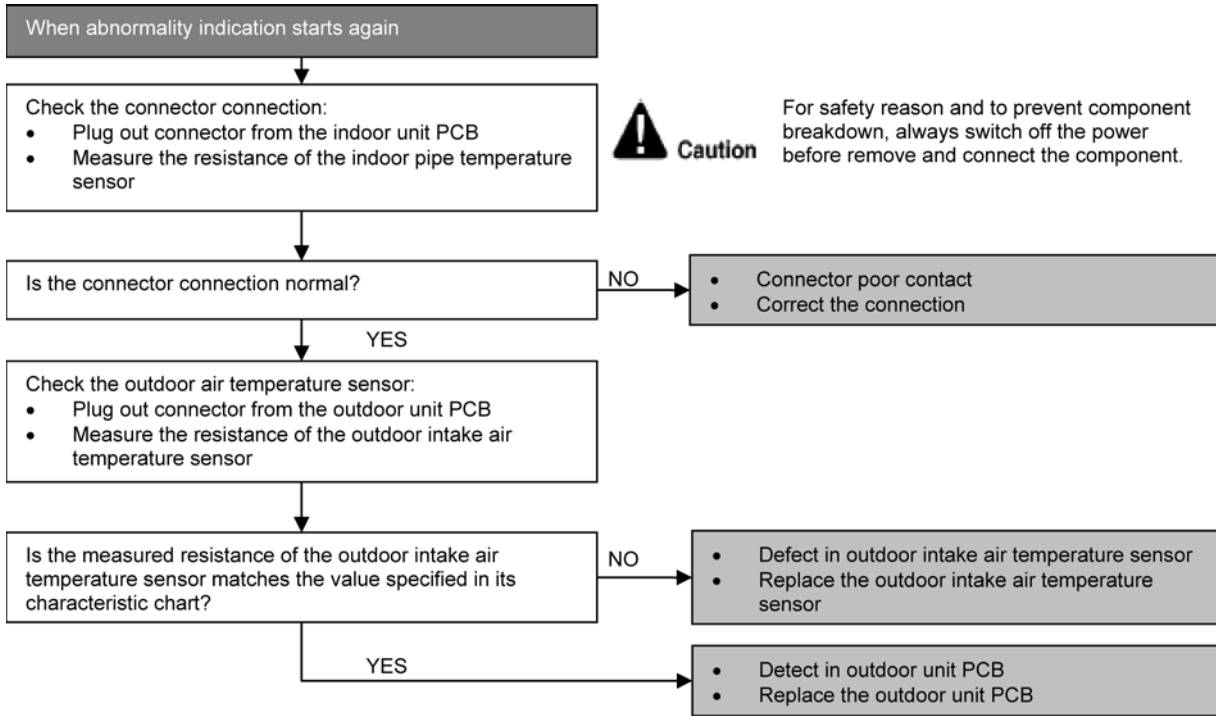 When abnormality indication starts again
Check the connector connection:
• Plug out connector from the indoor unit PCB
• Measure the resistance of the indoor pipe temperature
sensor
Caution
For safety reason and to prevent component
breakdown, always switch off the power
before remove and connect the component.
Is the connector connection normal?
NO
• Connector poor contact
• Correct the connection
YES
Check the outdoor air temperature sensor:
• Plug out connector from the outdoor unit PCB
• Measure the resistance of the outdoor intake air
temperature sensor
Is the measured resistance of the outdoor intake air
temperature sensor matches the value specified in its
characteristic chart?
NO
• Defect in outdoor intake air temperature sensor
• Replace the outdoor intake air temperature
sensor
YES
• Detect in outdoor unit PCB
• Replace the outdoor unit PCB